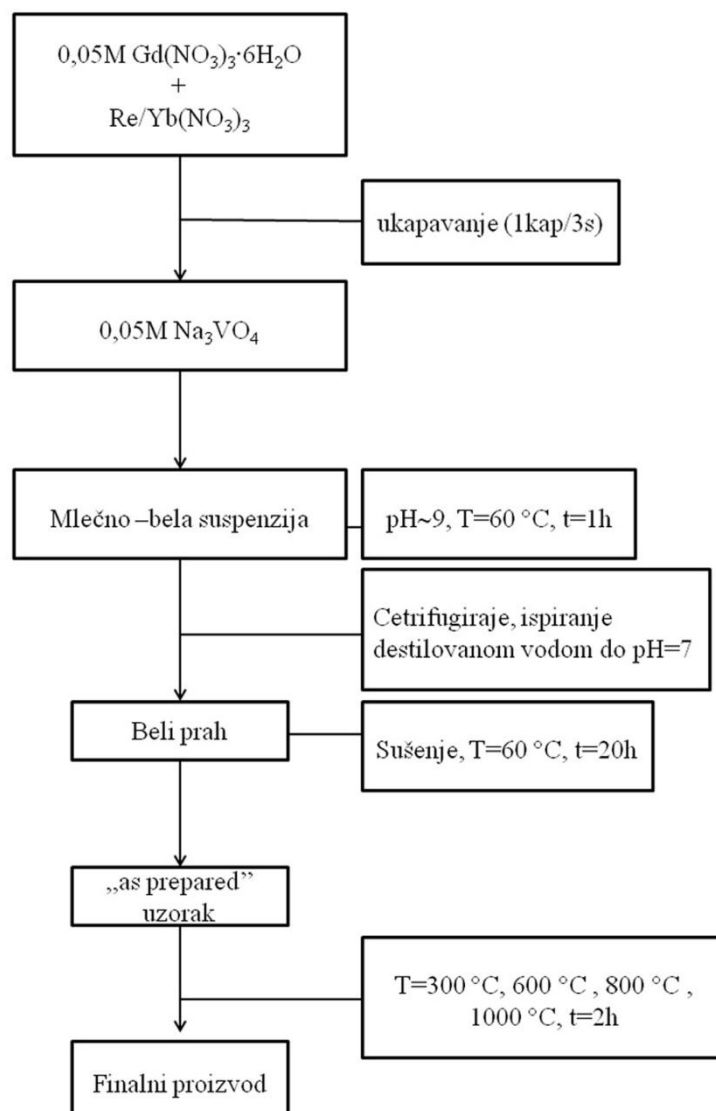 0,05M Gd(NO₃)₃·6H₂O
+
Re/Yb(NO₃)₃
ukapavanje (1kap/3s)
0,05M Na₃VO₄
Mlečno –bela suspenzija
pH~9, T=60 °C, t=1h
Cetrifugiraje, ispiranje
destilovanom vodom do pH=7
Beli prah
Sušenje, T=60 °C, t=20h
„as prepared”
uzorak
T=300 °C, 600 °C , 800 °C ,
1000 °C, t=2h
Finalni proizvod